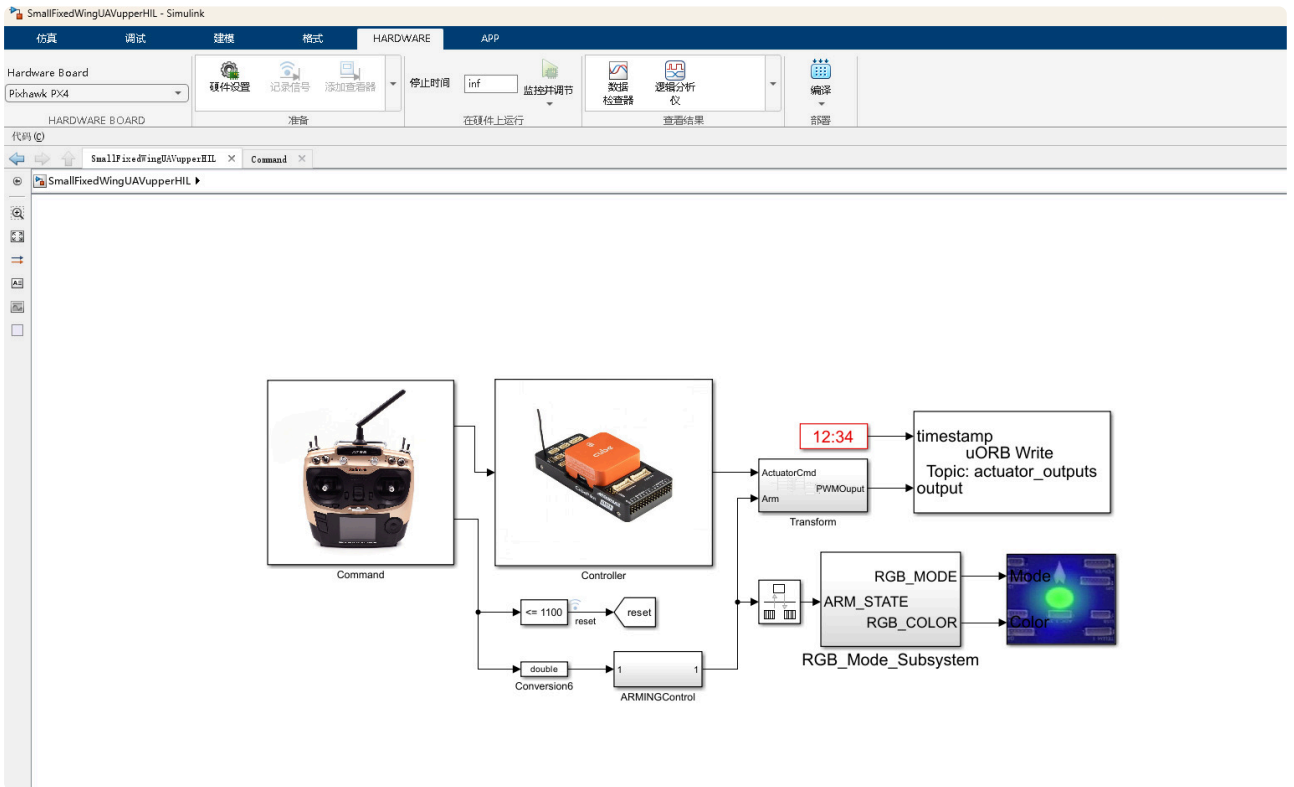 SmallFixedWingUAVupperHIL - Simulink
仿真 调试 建模 格式 HARDWARE APP
Hardware Board
Pixhawk PX4
硬件设置
记录信号
添加查看器
停止时间
inf
监控并调节
数据
检查器
逻辑分析
仪
编译
HARDWARE BOARD 准备 在硬件上运行 查看结果 部署
代码(C)
SmallFixedWingUAVupperHIL × Command ×
SmallFixedWingUAVupperHIL
Command
Controller
12:34
timestamp
uORB Write
Topic: actuator_outputs
output
ActuatorCmd
PWMOuput
Arm
Transform
<= 1100
reset
reset
double
Conversion6
1 1
ARMINGControl
RGB_MODE
ARM_STATE
RGB_COLOR
RGB_Mode_Subsystem
Mode
Color
cube